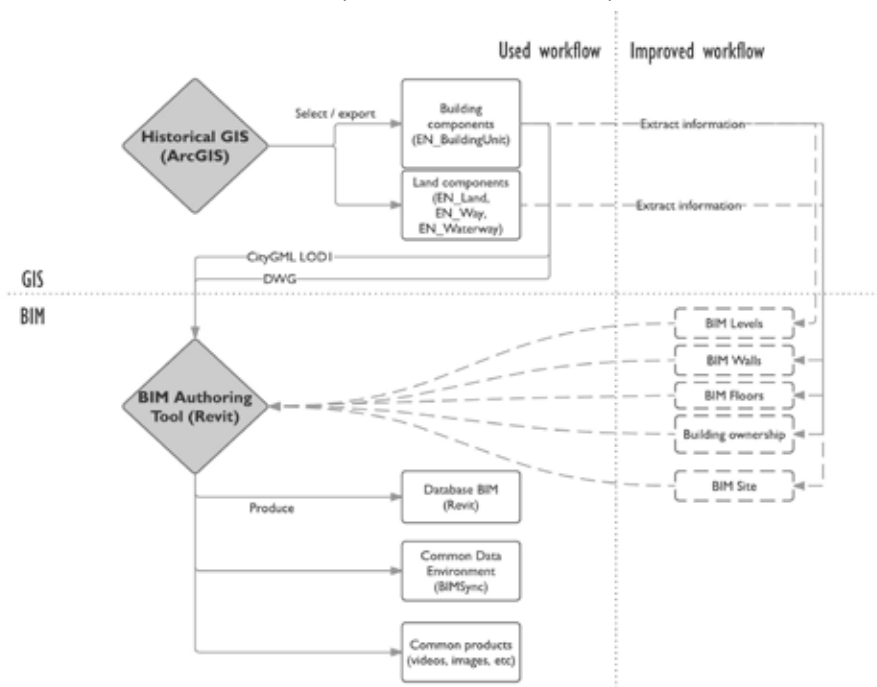 Used workflow
Improved workflow
Historical GIS
(ArcGIS)
Select / export
Building
components
(EN_BuildingUnit)
Extract information
Land components
(EN_Land,
EN_Way,
EN_Waterway)
Extract information
CityGML LOD1
DWG
GIS
BIM
BIM Levels
BIM Walls
BIM Floors
Building ownership
BIM Site
BIM Authoring
Tool (Revit)
Produce
Database BIM
(Revit)
Common Data
Environment
(BIMSync)
Common products
(videos, images, etc)